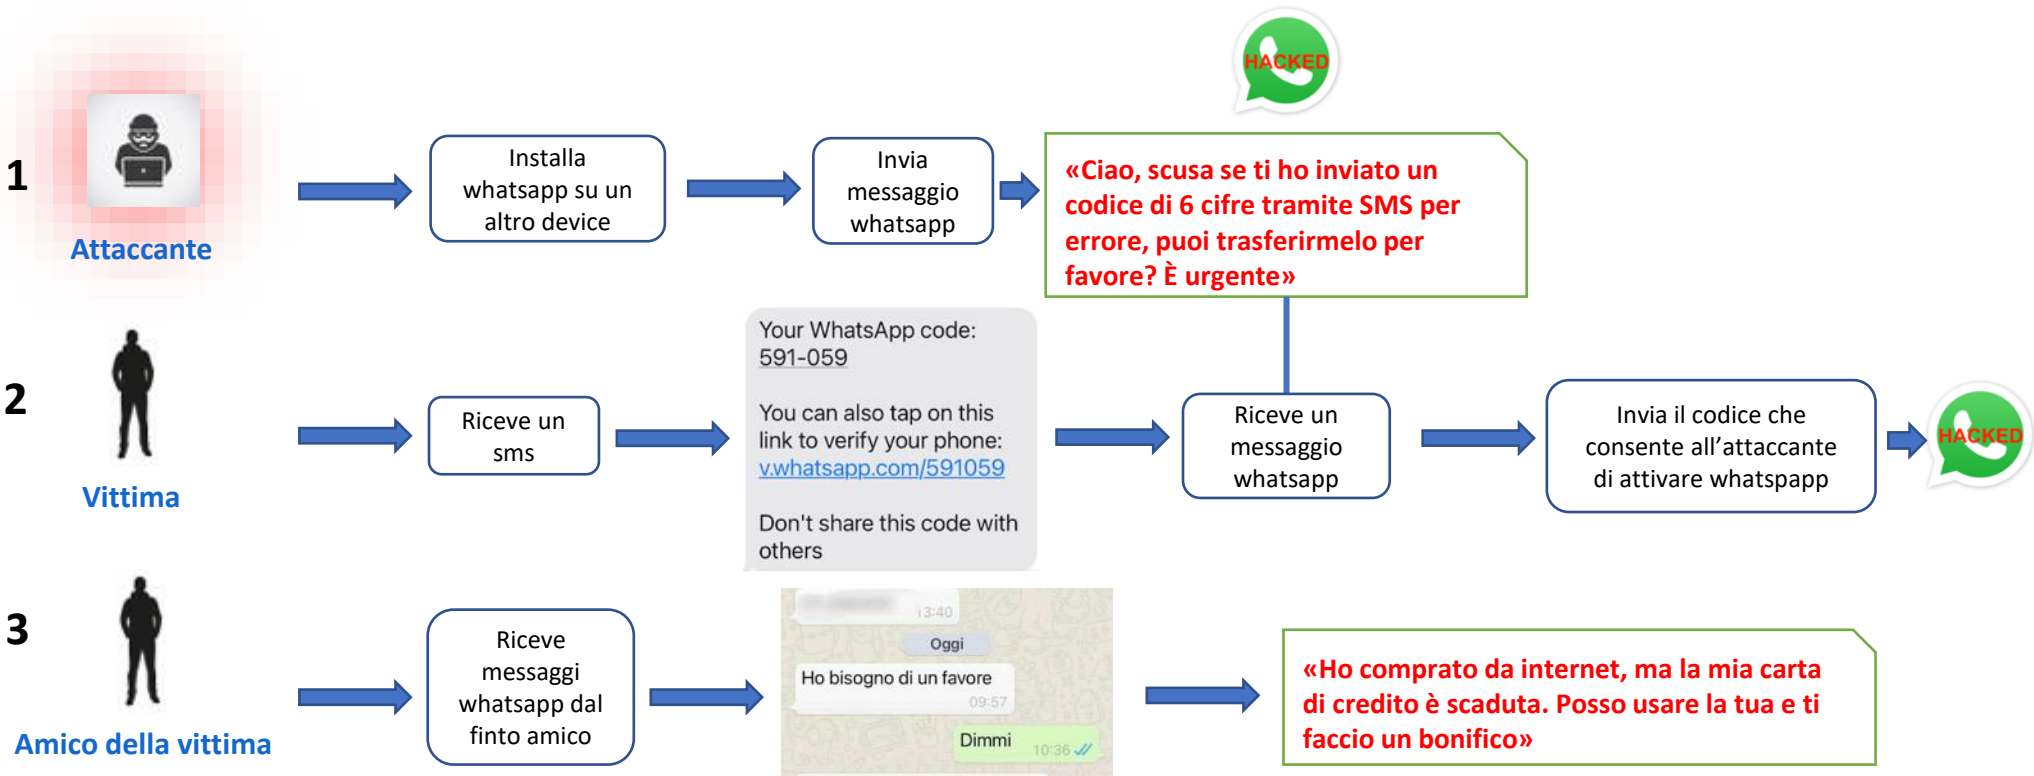 HACKED
1
Attaccante
Installa
whatsapp su un
altro device
Invia
messaggio
whatsapp
«Ciao, scusa se ti ho inviato un
codice di 6 cifre tramite SMS per
errore, puoi trasferirmelo per
favore? È urgente»
2
Vittima
Riceve un
sms
Your WhatsApp code:
591-059
You can also tap on this
link to verify your phone:
v.whatsapp.com/591059
Don't share this code with
others
Riceve un
messaggio
whatsapp
Invia il codice che
consente all’attaccante
di attivare whatspapp
HACKED
3
Amico della vittima
Riceve
messaggi
whatsapp dal
finto amico
13:40
Oggi
Ho bisogno di un favore
09:57
Dimmi
10:36
«Ho comprato da internet, ma la mia carta
di credito è scaduta. Posso usare la tua e ti
faccio un bonifico»